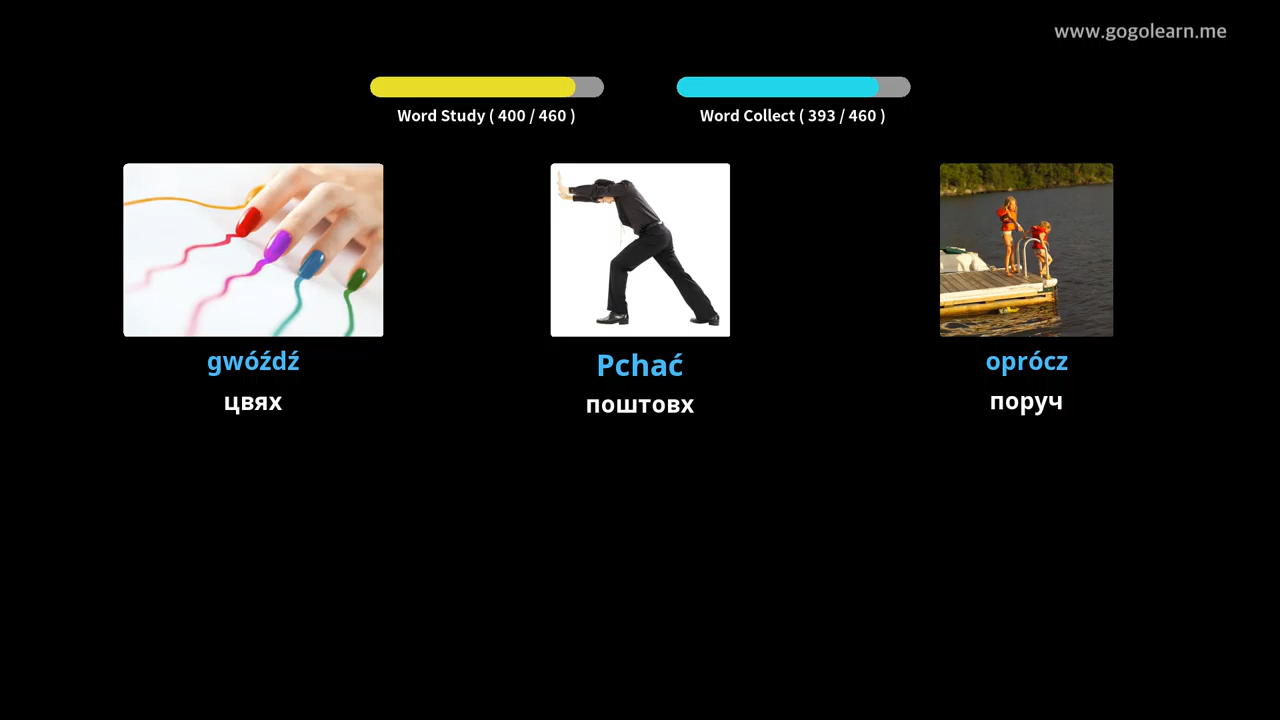 www.gogolearn.me
Word Study ( 400 / 460 )
Word Collect ( 393 / 460 )
gwóźdź
Pchać
oprócz
цвях
поштовх
поруч